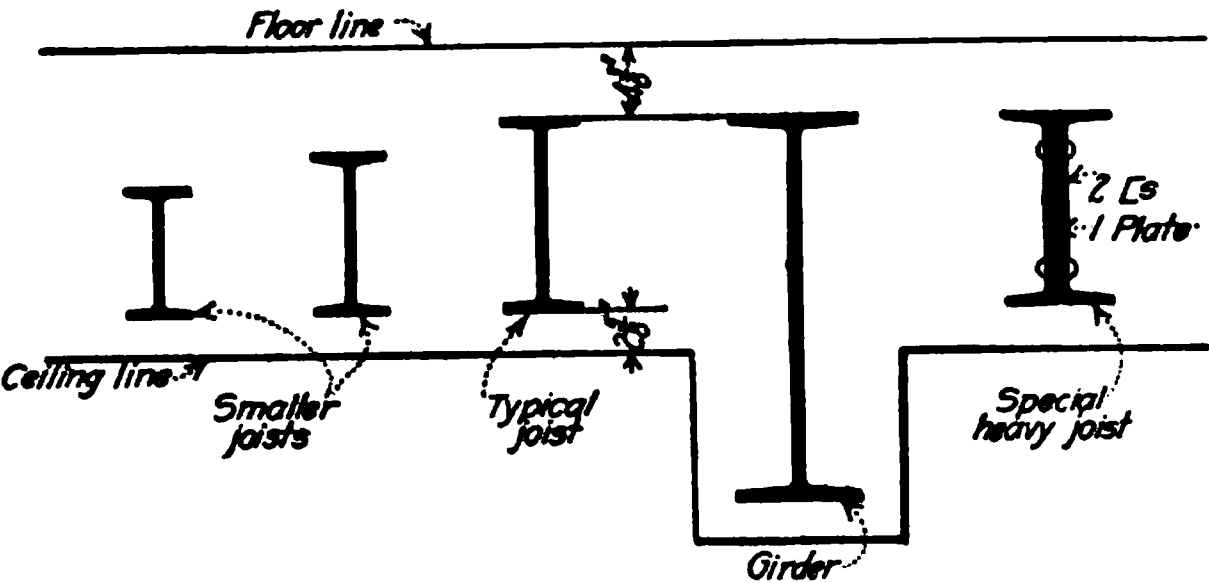 Floor line
2 [s
1 Plate
Ceiling line
Smaller
joists
Typical
joist
Special
heavy joist
Girder